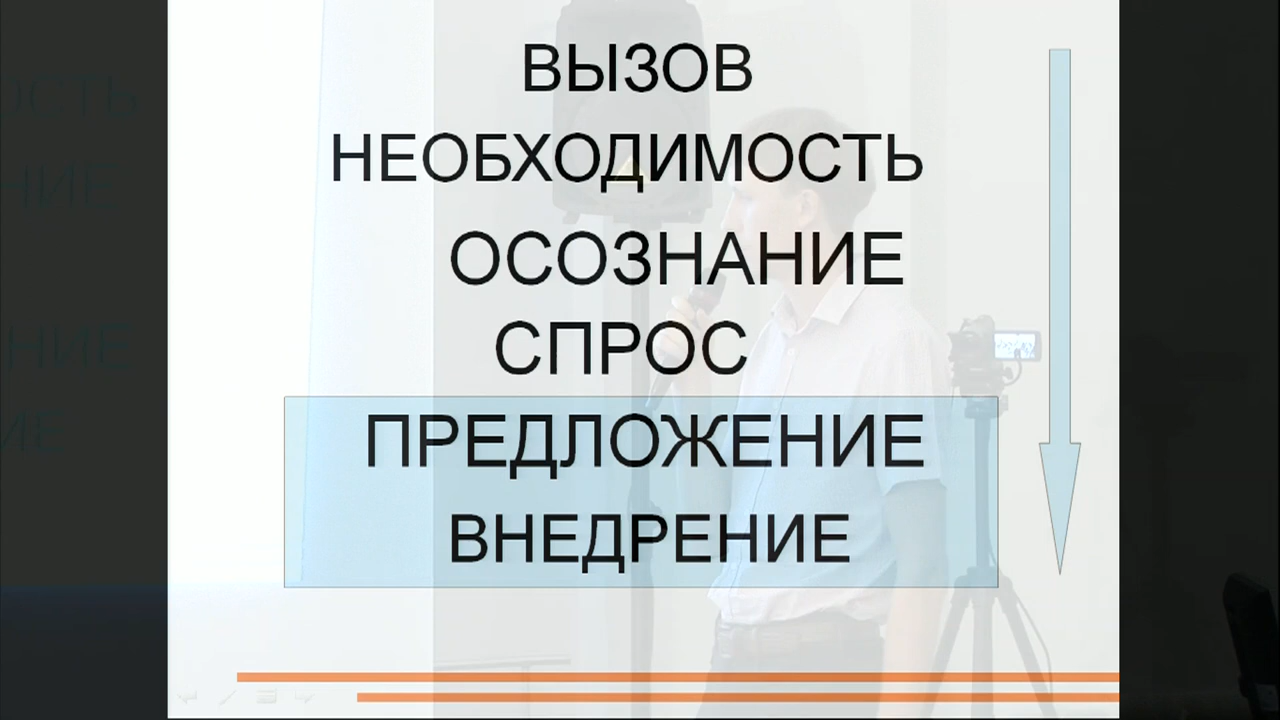 ВЫЗОВ
НЕОБХОДИМОСТЬ
ОСОЗНАНИЕ
СПРОС
ПРЕДЛОЖЕНИЕ
ВНЕДРЕНИЕ